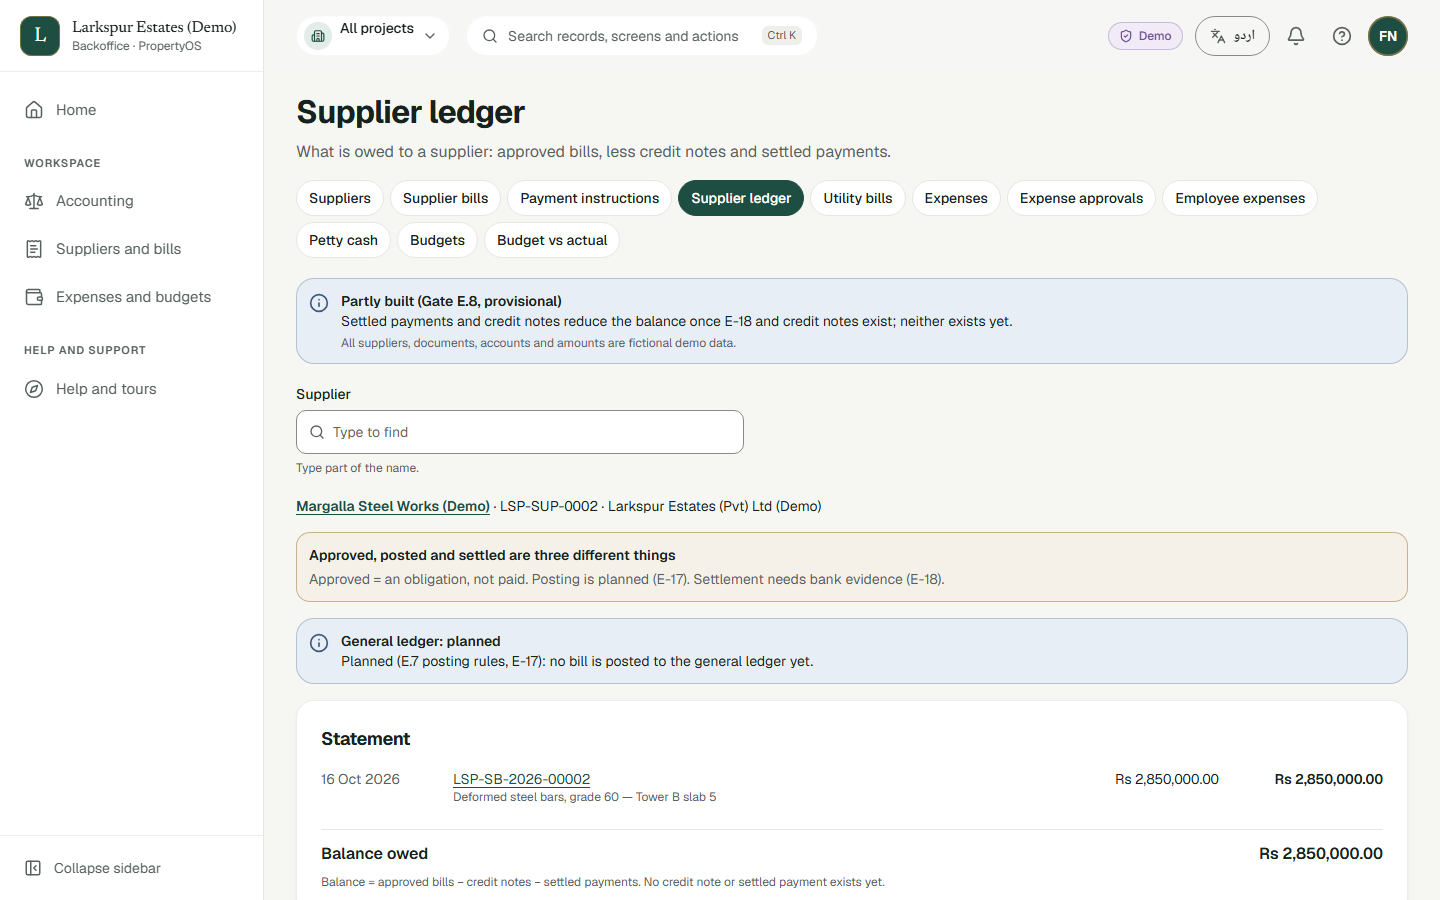 L
Larkspur Estates (Demo)
Backoffice · PropertyOS
All projects
Search records, screens and actions
Ctrl K
Demo
اردو
FN
Home
WORKSPACE
Accounting
Suppliers and bills
Expenses and budgets
HELP AND SUPPORT
Help and tours
Collapse sidebar
Supplier ledger
What is owed to a supplier: approved bills, less credit notes and settled payments.
Suppliers
Supplier bills
Payment instructions
Supplier ledger
Utility bills
Expenses
Expense approvals
Employee expenses
Petty cash
Budgets
Budget vs actual
Partly built (Gate E.8, provisional)
Settled payments and credit notes reduce the balance once E-18 and credit notes exist; neither exists yet.
All suppliers, documents, accounts and amounts are fictional demo data.
Supplier
Type to find
Type part of the name.
Margalla Steel Works (Demo) · LSP-SUP-0002 · Larkspur Estates (Pvt) Ltd (Demo)
Approved, posted and settled are three different things
Approved = an obligation, not paid. Posting is planned (E-17). Settlement needs bank evidence (E-18).
General ledger: planned
Planned (E.7 posting rules, E-17): no bill is posted to the general ledger yet.
Statement
16 Oct 2026 LSP-SB-2026-00002 Rs 2,850,000.00 Rs 2,850,000.00
Deformed steel bars, grade 60 — Tower B slab 5
Balance owed Rs 2,850,000.00
Balance = approved bills − credit notes − settled payments. No credit note or settled payment exists yet.